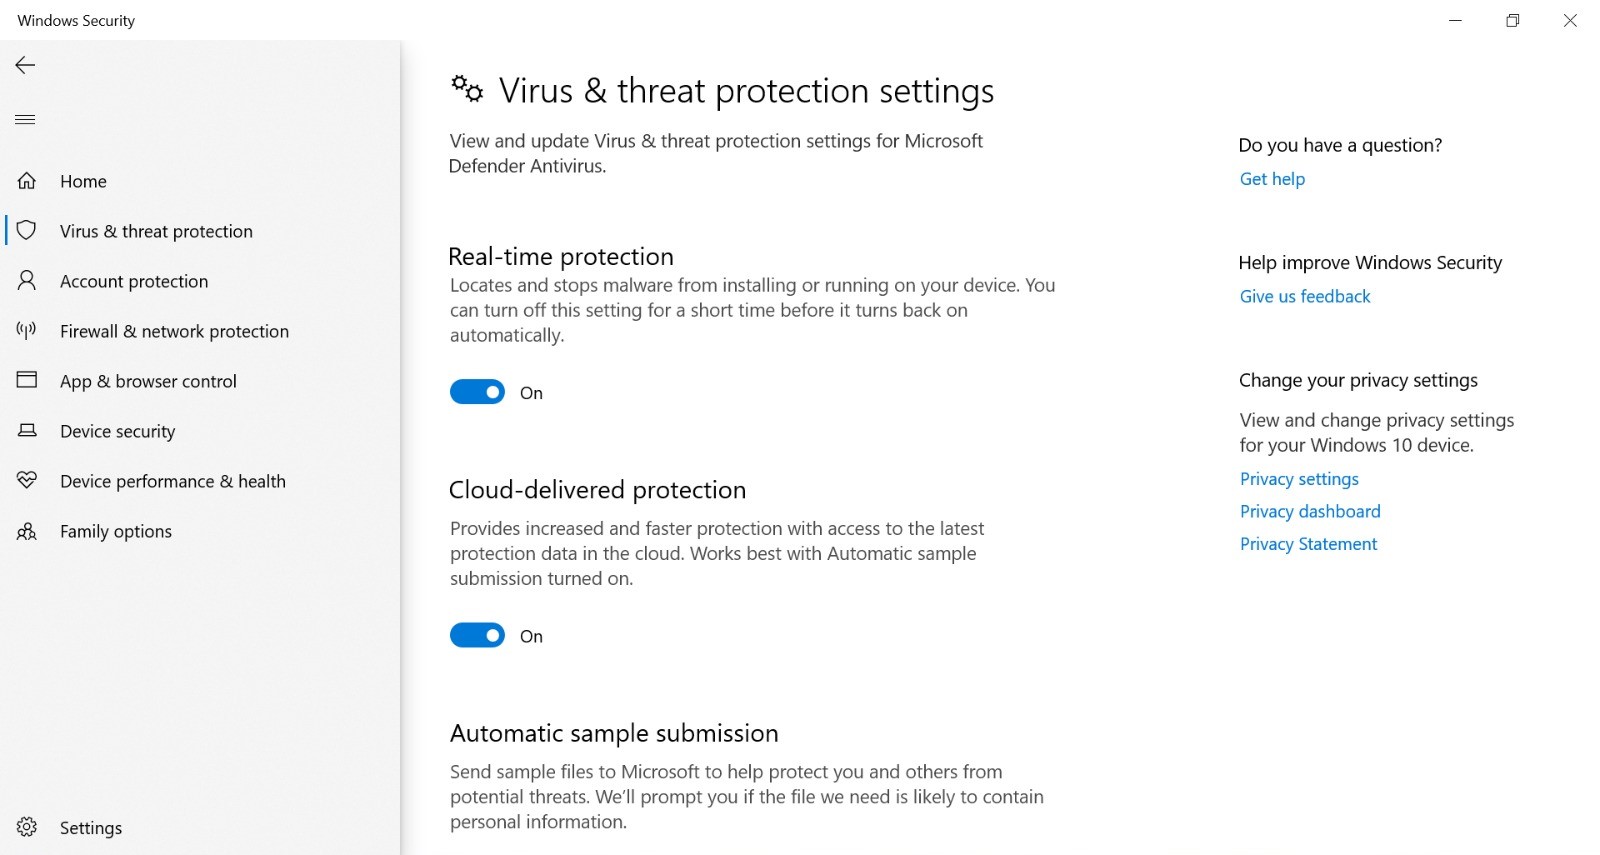 Windows Security
Home
Virus & threat protection
Account protection
Firewall & network protection
App & browser control
Device security
Device performance & health
Family options
Settings
Virus & threat protection settings
View and update Virus & threat protection settings for Microsoft
Defender Antivirus.
Real-time protection
Locates and stops malware from installing or running on your device. You
can turn off this setting for a short time before it turns back on
automatically.
On
Cloud-delivered protection
Provides increased and faster protection with access to the latest
protection data in the cloud. Works best with Automatic sample
submission turned on.
On
Automatic sample submission
Send sample files to Microsoft to help protect you and others from
potential threats. We’ll prompt you if the file we need is likely to contain
personal information.
Do you have a question?
Get help
Help improve Windows Security
Give us feedback
Change your privacy settings
View and change privacy settings
for your Windows 10 device.
Privacy settings
Privacy dashboard
Privacy Statement